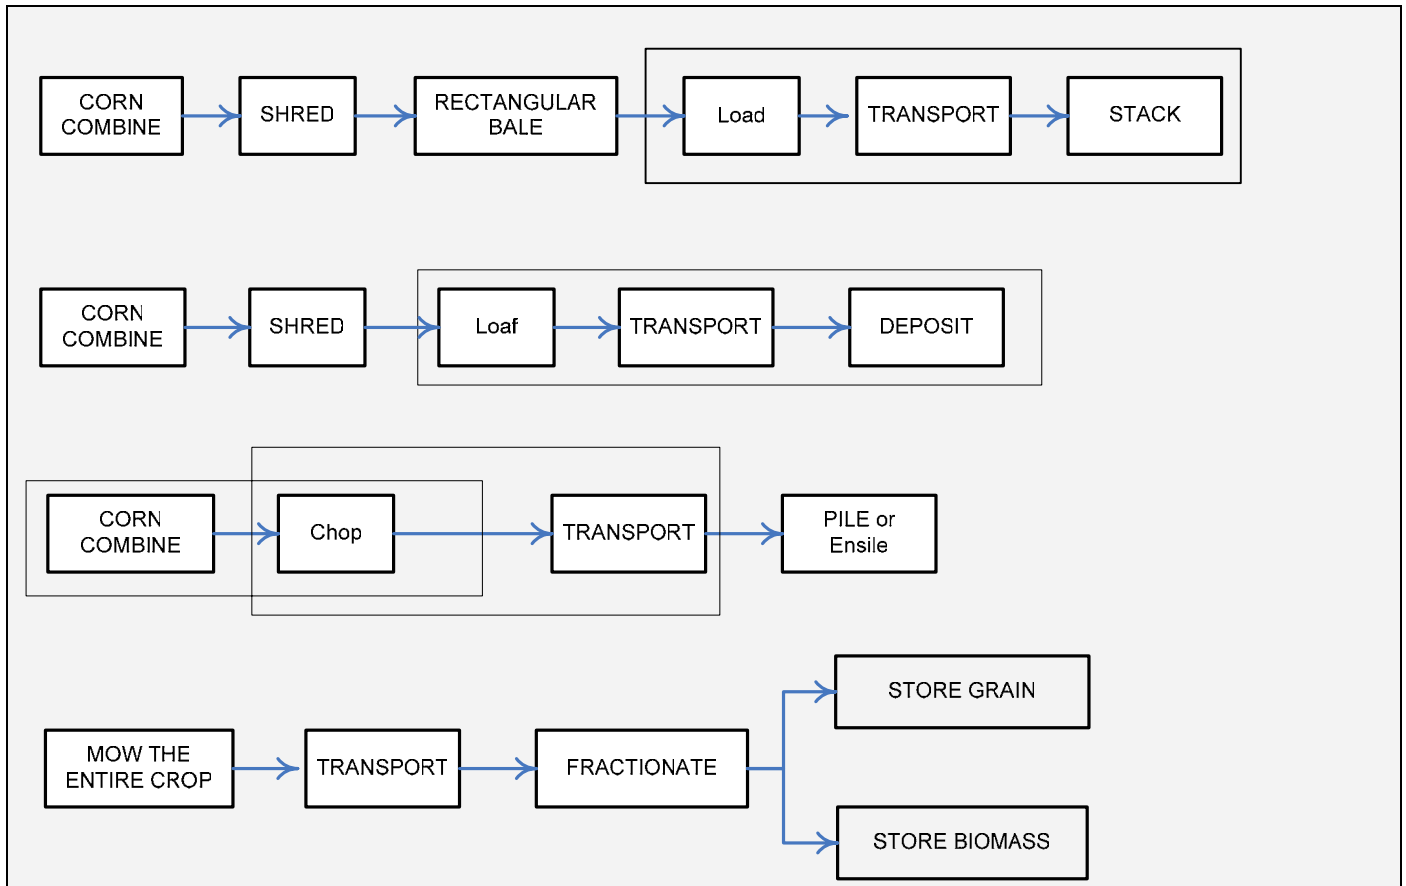 CORN
COMBINE
SHRED
RECTANGULAR
BALE
Load
TRANSPORT
STACK
CORN
COMBINE
SHRED
Loaf
TRANSPORT
DEPOSIT
CORN
COMBINE
Chop
TRANSPORT
PILE or
Ensile
MOW THE
ENTIRE CROP
TRANSPORT
FRACTIONATE
STORE GRAIN
STORE BIOMASS